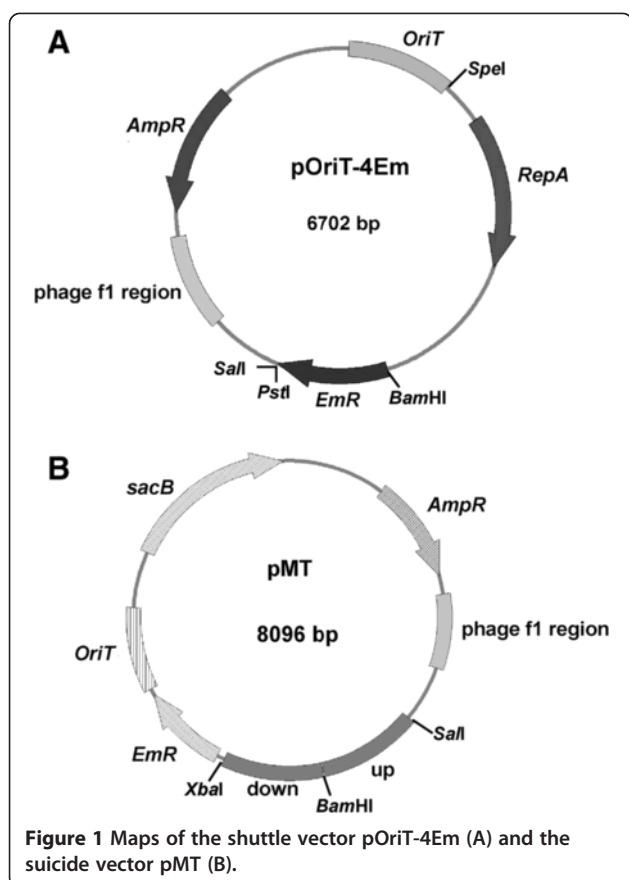 A
OriT
SpeI
AmpR
pOriT-4Em
RepA
6702 bp
phage f1 region
SalI
PstI
EmR
BamHI
B
sacB
AmpR
pMT
8096 bp
phage f1 region
OriT
SalI
EmR
up
XbaI
down
BamHI
Figure 1 Maps of the shuttle vector pOriT-4Em (A) and the
suicide vector pMT (B).